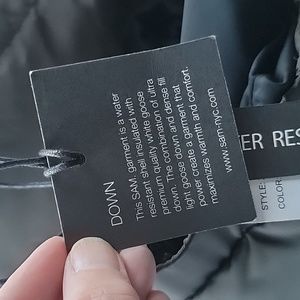 DOWN
This SAM. garment is a water
resistant shell insulated with
premium quality white goose
down. The combination of ultra
light goose down and dense fill
power create a garment that
maximizes warmth and comfort.
www.sam-nyc.com
ER RES
STYLE:
COLOR